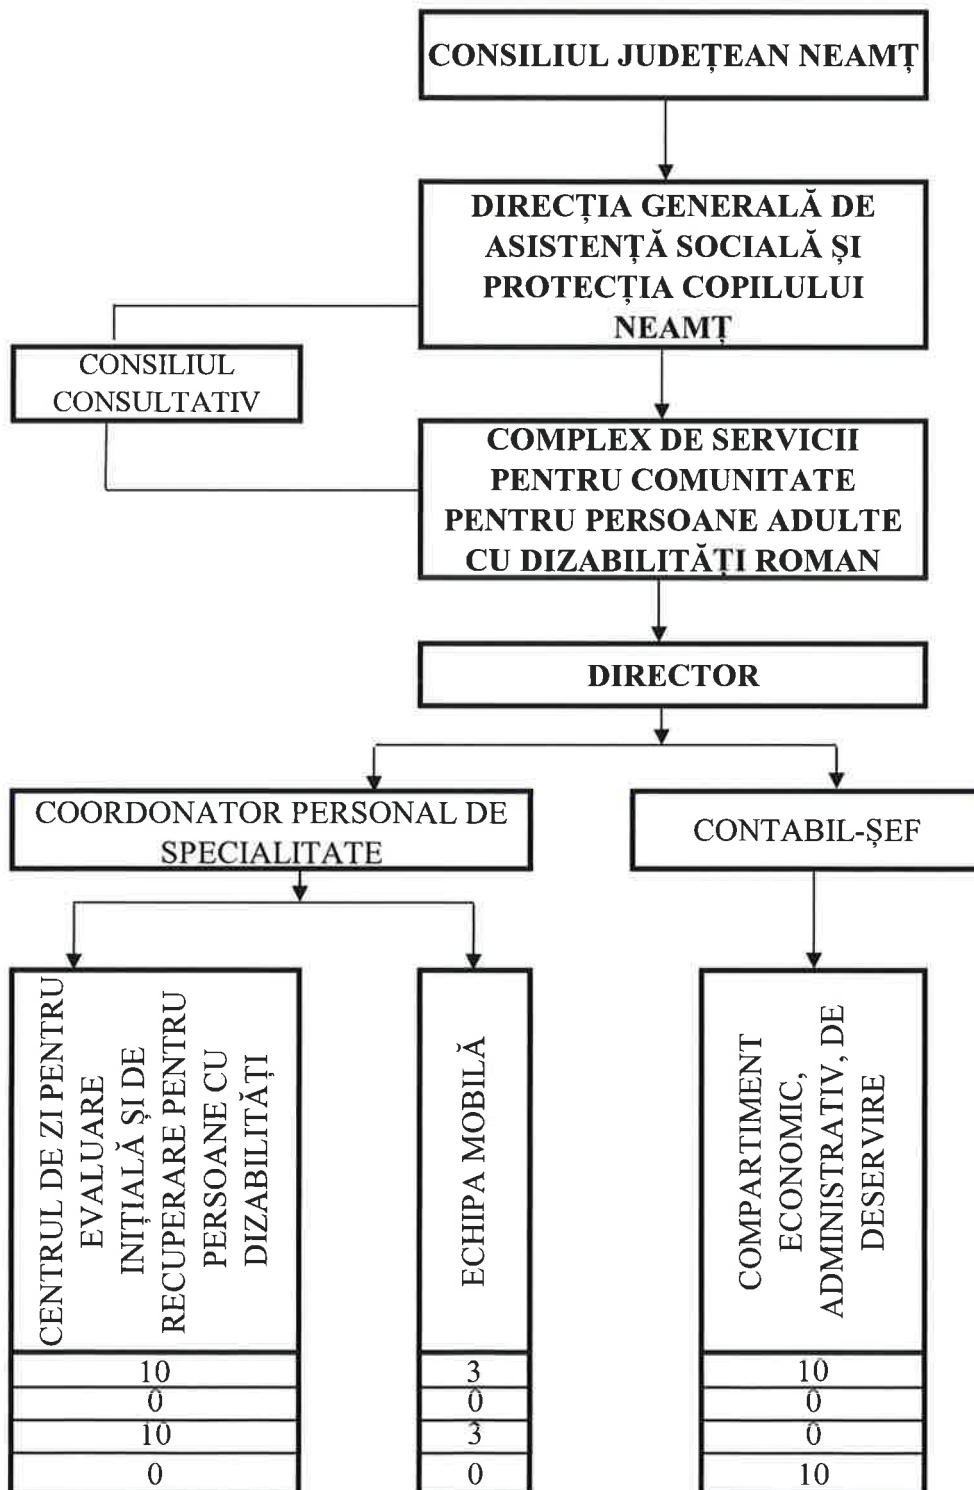 CONSILIUL JUDEȚEAN NEAMȚ
DIRECȚIA GENERALĂ DE
ASISTENȚĂ SOCIALĂ ȘI
PROTECȚIA COPILULUI
NEAMȚ
CONSILIUL
CONSULTATIV
COMPLEX DE SERVICII
PENTRU COMUNITATE
PENTRU PERSOANE ADULTE
CU DIZABILITĂȚI ROMAN
DIRECTOR
COORDONATOR PERSONAL DE
SPECIALITATE
CONTABIL-ȘEF
CENTRUL DE ZI PENTRU
EVALUARE
INIȚIALĂ ȘI DE
RECUPERARE PENTRU
PERSOANE CU
DIZABILITĂȚI
ECHIPA MOBILĂ
COMPARTIMENT
ECONOMIC,
ADMINISTRATIV, DE
DESERVIRE
10 3 10
0 0 0
10 3 0
0 0 10